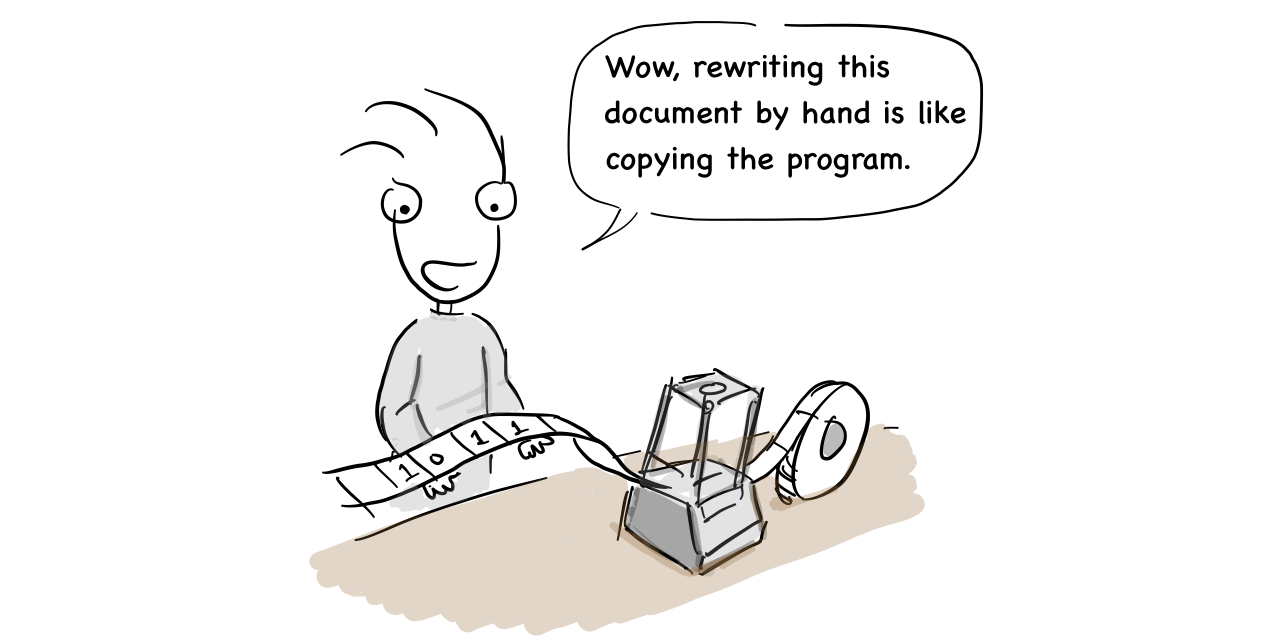 Wow, rewriting this
document by hand is like
copying the program.
1 0 1 1